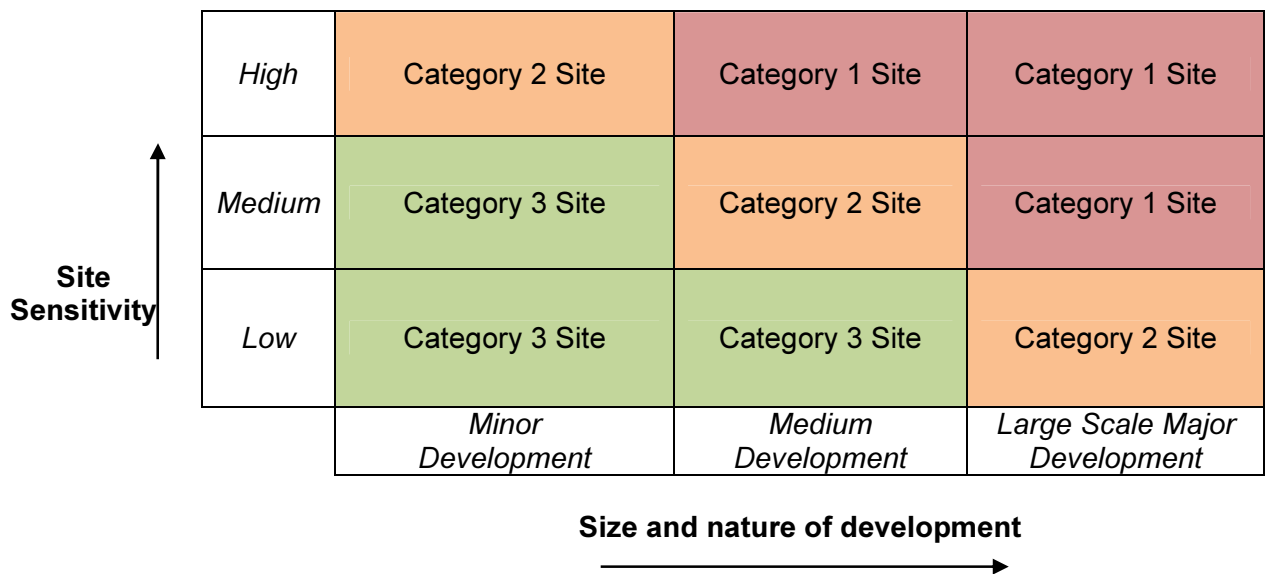 High
Category 2 Site
Category 1 Site
Category 1 Site
Medium
Category 3 Site
Category 2 Site
Category 1 Site
Site
Sensitivity
Low
Category 3 Site
Category 3 Site
Category 2 Site
Minor
Development
Medium
Development
Large Scale Major
Development
Size and nature of development